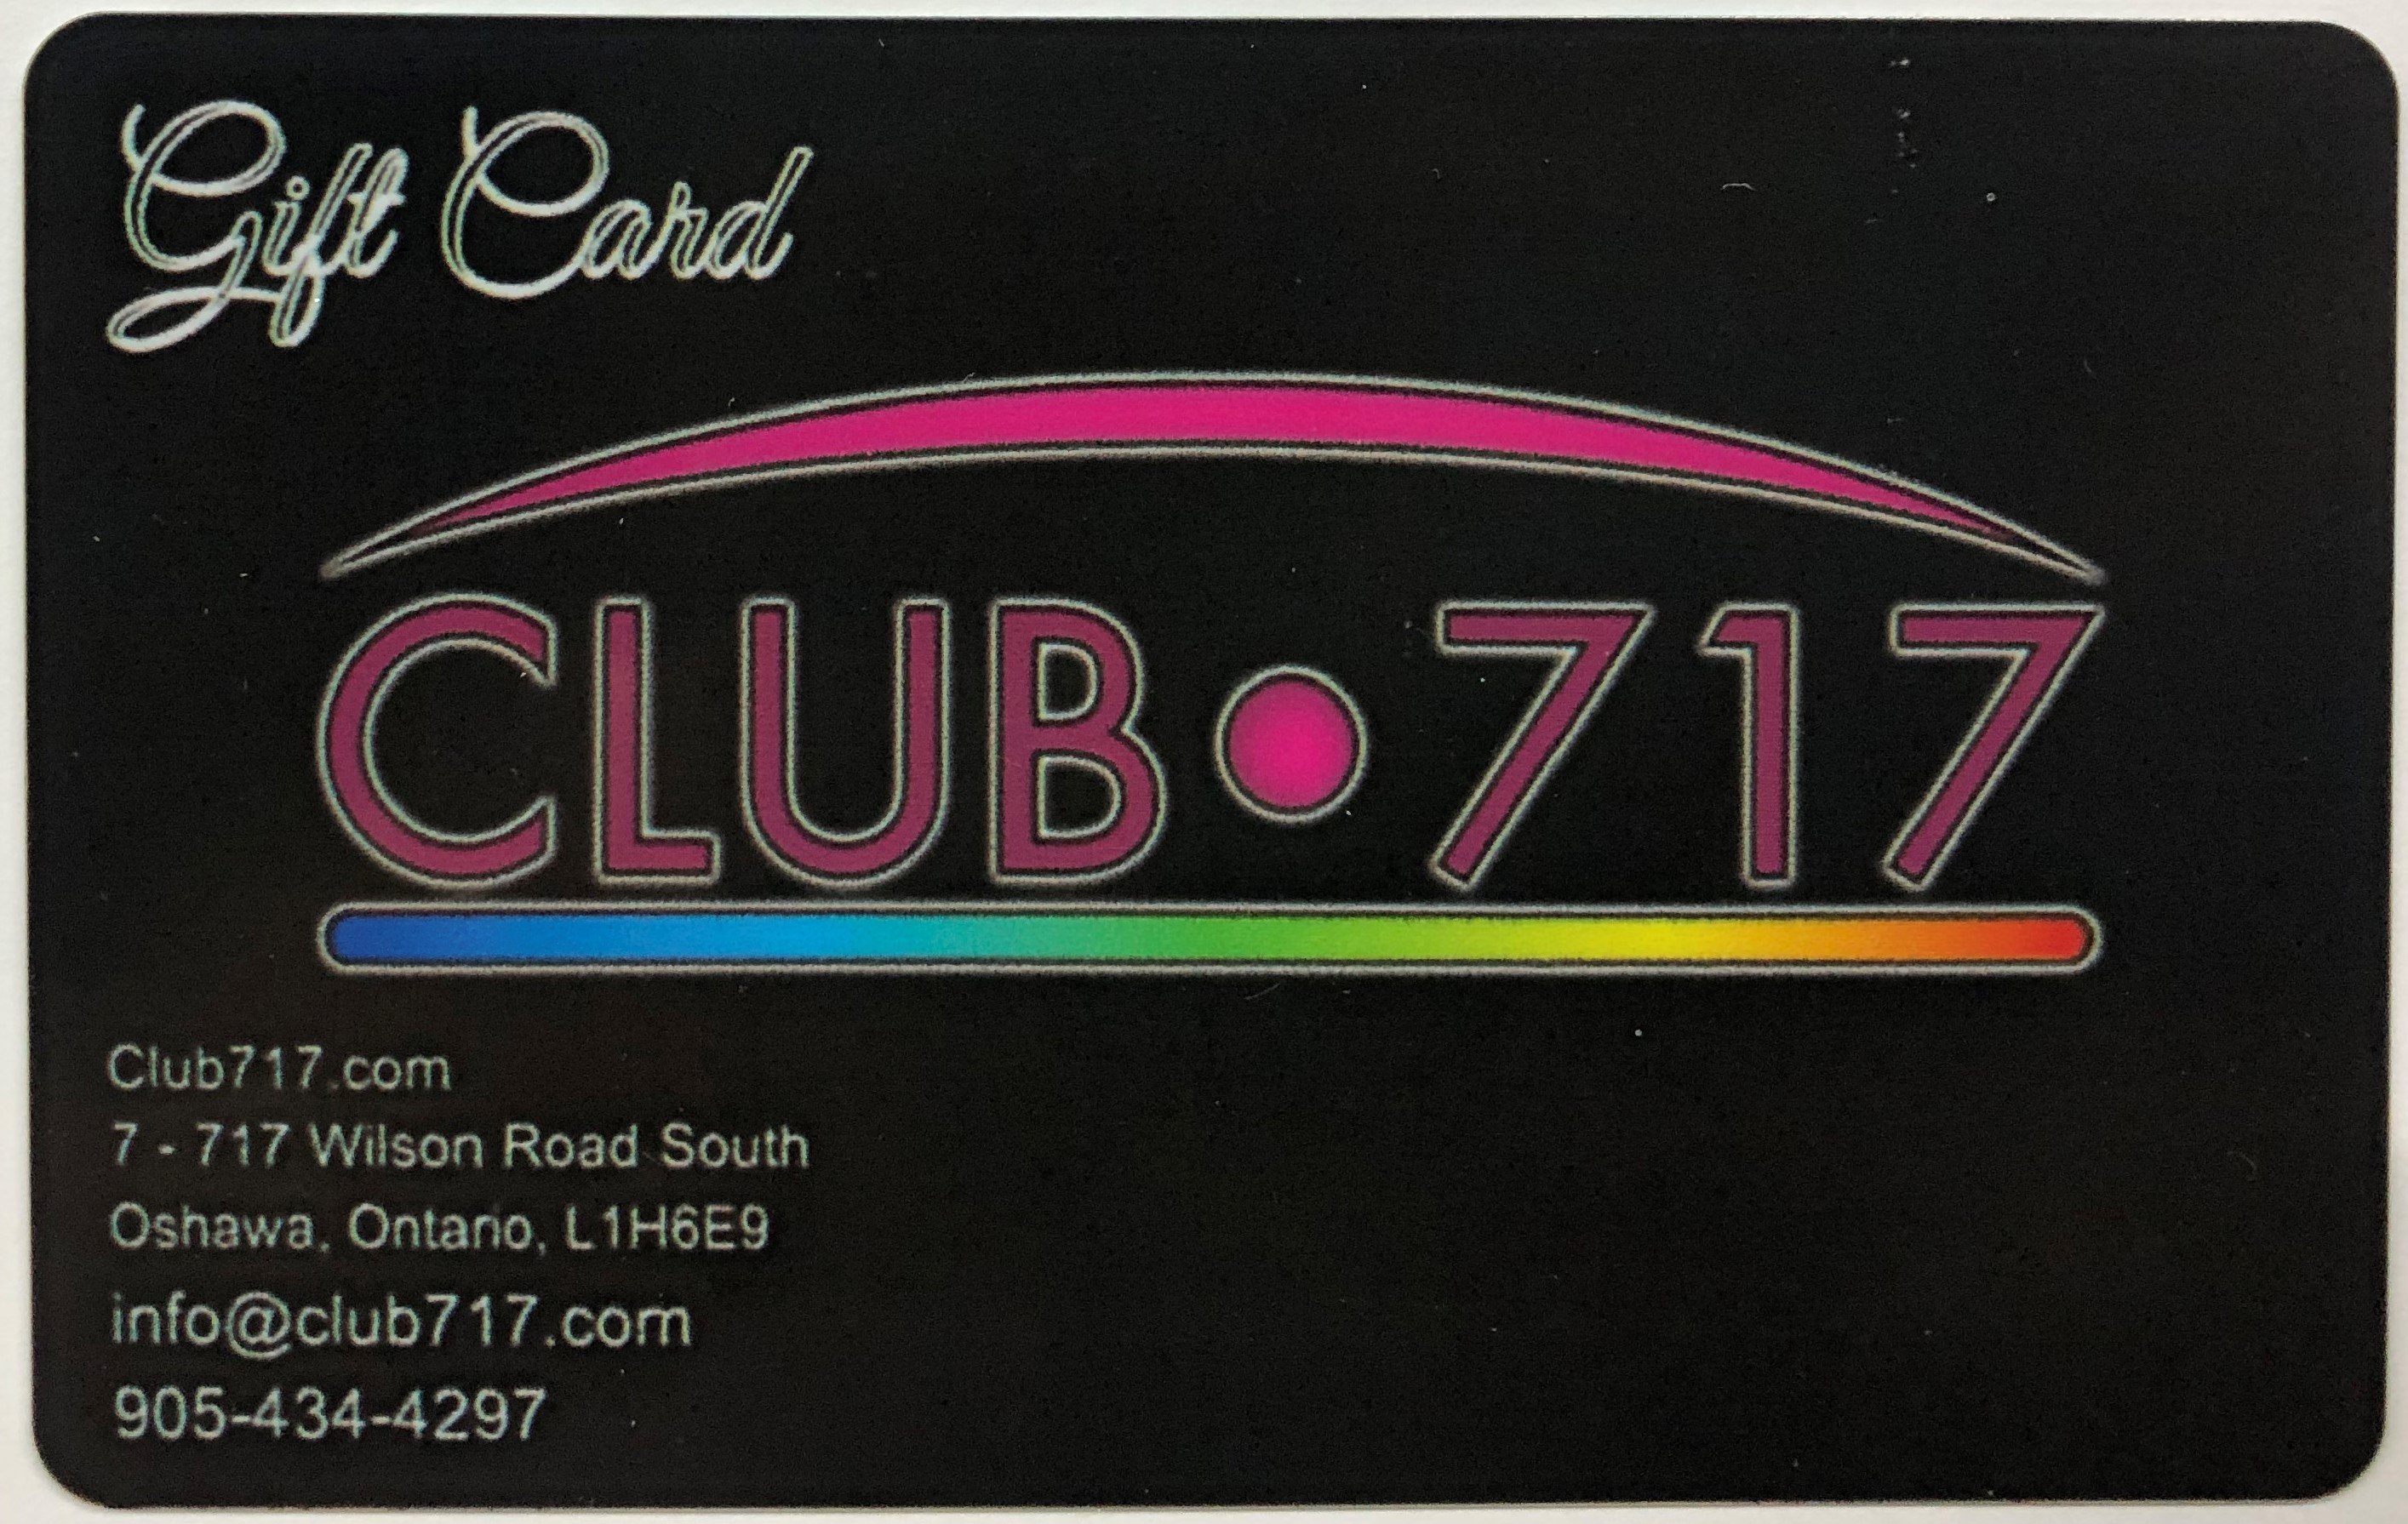 Gift Card
CLUB•717
Club717.com
7 - 717 Wilson Road South
Oshawa, Ontario, L1H6E9
info@club717.com
905-434-4297